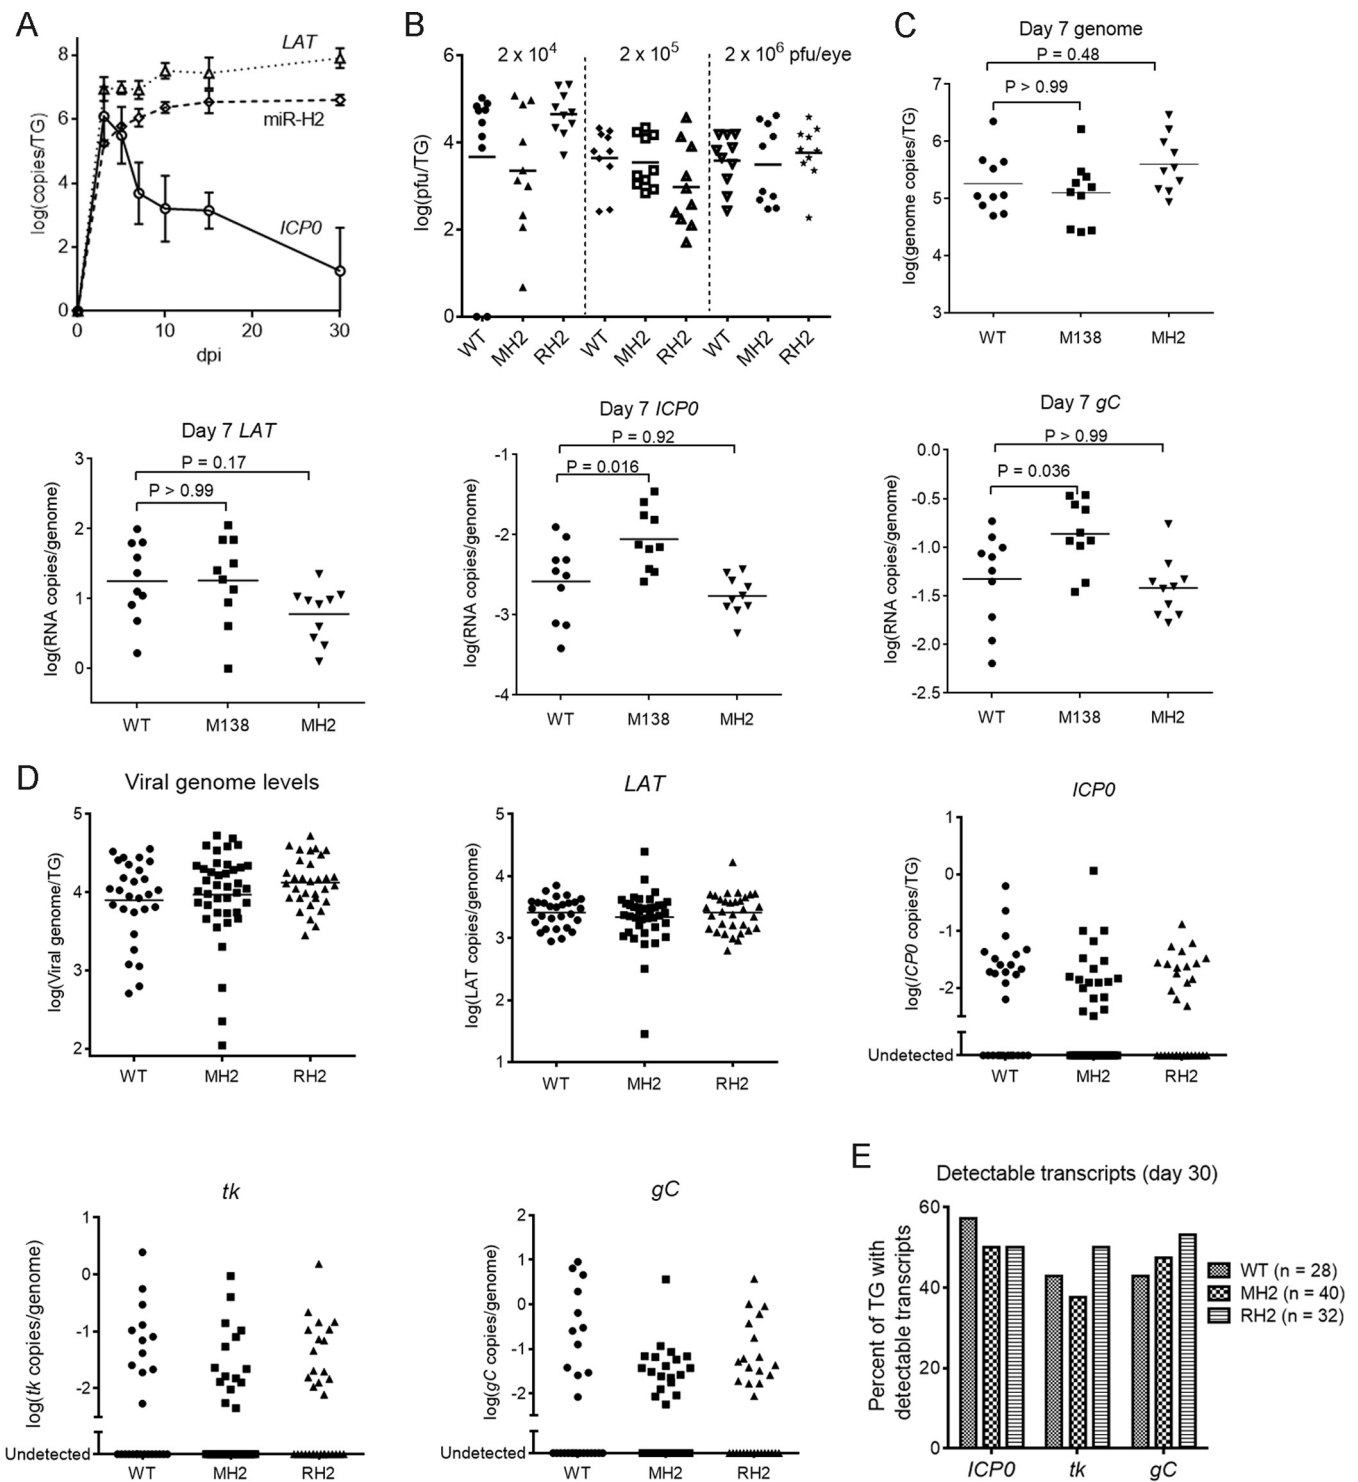 A
LAT
miR-H2
ICP0
log(copies/TG)
8
6
4
2
0
0 10 20 30
dpi
B
2 x 10⁴ 2 x 10⁵ 2 x 10⁶ pfu/eye
log(pfu/TG)
6
4
2
0
WT MH2 RH2 WT MH2 RH2 WT MH2 RH2
C
Day 7 genome
P = 0.48
P > 0.99
log(genome copies/TG)
7
6
5
4
3
WT M138 MH2
Day 7 LAT
P = 0.17
P > 0.99
log(RNA copies/genome)
3
2
1
0
WT M138 MH2
Day 7 ICP0
P = 0.92
P = 0.016
log(RNA copies/genome)
-1
-2
-3
-4
WT M138 MH2
Day 7 gC
P > 0.99
P = 0.036
log(RNA copies/genome)
0.0
-0.5
-1.0
-1.5
-2.0
-2.5
WT M138 MH2
D
Viral genome levels
log(Viral genome/TG)
5
4
3
2
WT MH2 RH2
LAT
log(LAT copies/genome)
5
4
3
2
1
WT MH2 RH2
ICP0
log(ICP0 copies/TG)
1
0
-1
-2
Undetected
WT MH2 RH2
tk
log(tk copies/genome)
1
0
-1
-2
Undetected
WT MH2 RH2
gC
log(gC copies/genome)
2
1
0
-1
-2
Undetected
WT MH2 RH2
E
Detectable transcripts (day 30)
Percent of TG with
detectable transcripts
60
40
20
0
ICP0 tk gC
WT (n = 28)
MH2 (n = 40)
RH2 (n = 32)